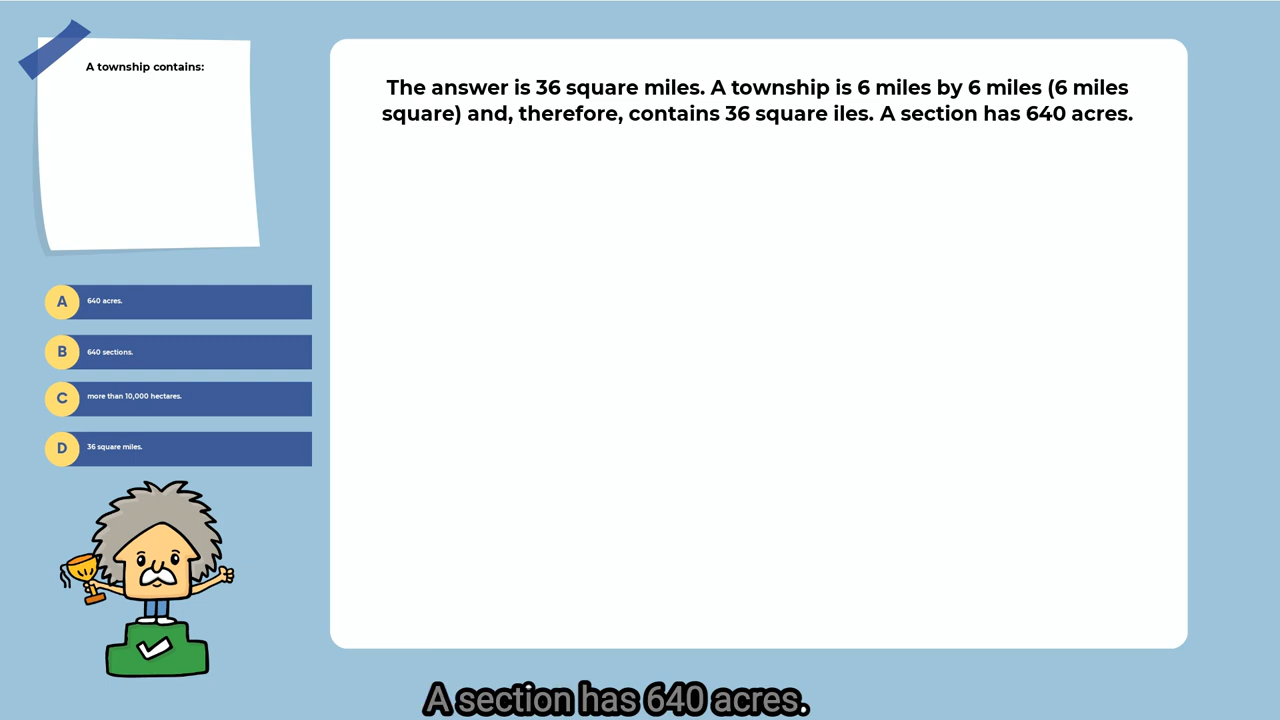 A township contains:
The answer is 36 square miles. A township is 6 miles by 6 miles (6 miles
square) and, therefore, contains 36 square iles. A section has 640 acres.
A 640 acres.
B 640 sections.
C more than 10,000 hectares.
D 36 square miles.
A section has 640 acres.